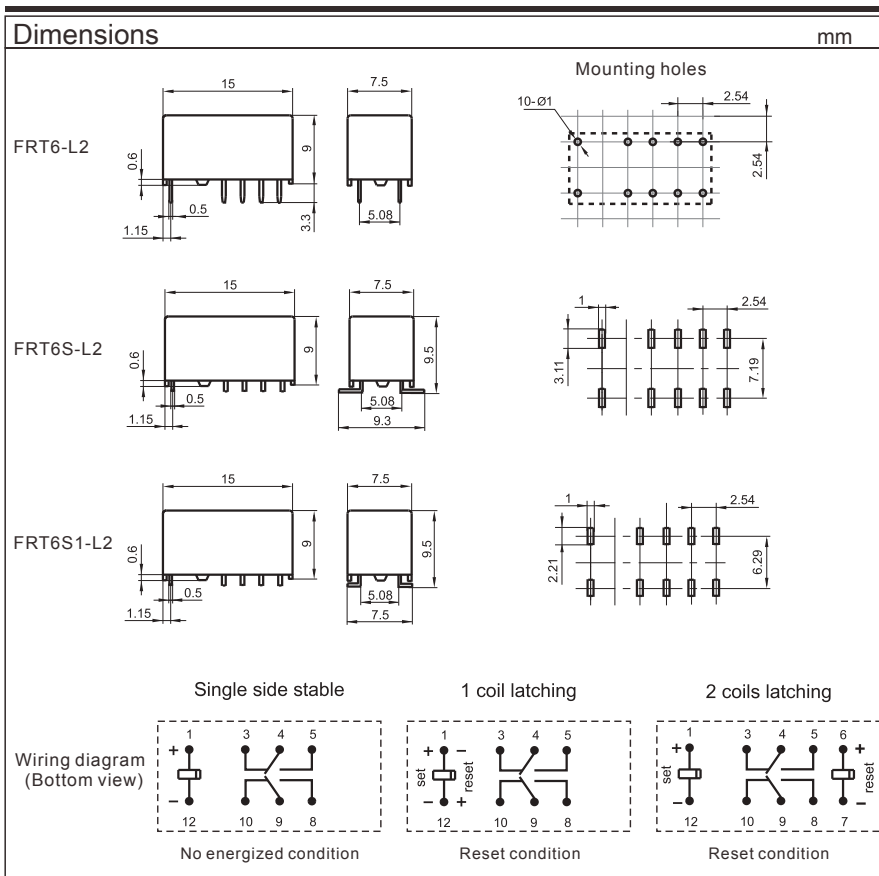 Dimensions mm
Mounting holes
FRT6-L2
15
7.5
9
0.6
0.5
1.15
3.3
5.08
10-Ø1
2.54
2.54
FRT6S-L2
15
7.5
9
9.5
0.6
0.5
1.15
5.08
9.3
1
2.54
3.11
7.19
FRT6S1-L2
15
7.5
9
9.5
0.6
0.5
1.15
5.08
7.5
1
2.54
2.21
6.29
Single side stable 1 coil latching 2 coils latching
Wiring diagram
(Bottom view)
1 3 4 5
+
−
12 10 9 8
1 3 4 5
+ −
set reset
− +
12 10 9 8
1 3 4 5 6
+ +
set reset
− −
12 10 9 8 7
No energized condition Reset condition Reset condition